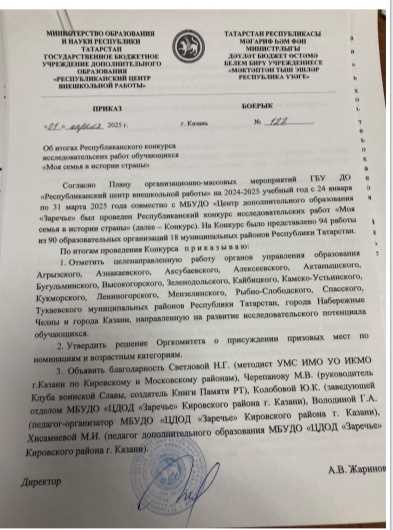 МИНИСТЕРСТВО ОБРАЗОВАНИЯ
И НАУКИ РЕСПУБЛИКИ
ТАТАРСТАН
ГОСУДАРСТВЕННОЕ БЮДЖЕТНОЕ
УЧРЕЖДЕНИЕ ДОПОЛНИТЕЛЬНОГО
ОБРАЗОВАНИЯ
«РЕСПУБЛИКАНСКИЙ ЦЕНТР
ВНЕШКОЛЬНОЙ РАБОТЫ»
ТАТАРСТАН РЕСПУБЛИКАСЫ
МӘГАРИФ ҺӘМ ФӘН
МИНИСТРЛЫГЫ
ДӘҮЛӘТ БЮДЖЕТ ӨСТӘМӘ
БЕЛЕМ БИРҮ УЧРЕЖДЕНИЕСЕ
«МӘКТӘПТӘН ТЫШ ЭШЛӘР
РЕСПУБЛИКА ҮЗӘГЕ»
ПРИКАЗ
БОЕРЫК
апреля 2025 г.
г. Казань
№ 122
Об итогах Республиканского конкурса
исследовательских работ обучающихся
«Моя семья в истории страны»
Согласно Плану организационно-массовых мероприятий ГБУ ДО
«Республиканский центр внешкольной работы» на 2024-2025 учебный год с 24 января
по 31 марта 2025 года совместно с МБУДО «Центр дополнительного образования
«Заречье» был проведен Республиканский конкурс исследовательских работ «Моя
семья в истории страны» (далее – Конкурс). На Конкурс было представлено 94 работы
из 90 образовательных организаций 18 муниципальных районов Республики Татарстан.
По итогам проведения Конкурса п р и к а з ы в а ю:
1. Отметить целенаправленную работу органов управления образования
Агрызского, Азнакаевского, Аксубаевского, Алексеевского, Актанышского,
Бугульминского, Высокогорского, Зеленодольского, Кайбицкого, Камско-Устьинского,
Кукморского, Лениногорского, Мензелинского, Рыбно-Слободского, Спасского,
Тукаевского муниципальных районов Республики Татарстан, города Набережные
Челны и города Казани, направленную на развитие исследовательского потенциала
обучающихся.
2. Утвердить решение Оргкомитета о присуждении призовых мест по
номинациям и возрастным категориям.
3. Объявить благодарность Светловой Н.Г. (методист УМС ИМО УО ИКМО
г.Казани по Кировскому и Московскому районам), Черепанову М.В. (руководитель
Клуба воинской Славы, создатель Книги Памяти РТ), Колобовой Ю.К. (заведующей
отделом МБУДО «ЦДОД «Заречье» Кировского района г. Казани), Володиной Г.А.
(педагог-организатор МБУДО «ЦДОД «Заречье» Кировского района г. Казани),
Хисамиевой М.И. (педагог дополнительного образования МБУДО «ЦДОД «Заречье»
Кировского района г. Казани).
Директор
А.В. Жаринов